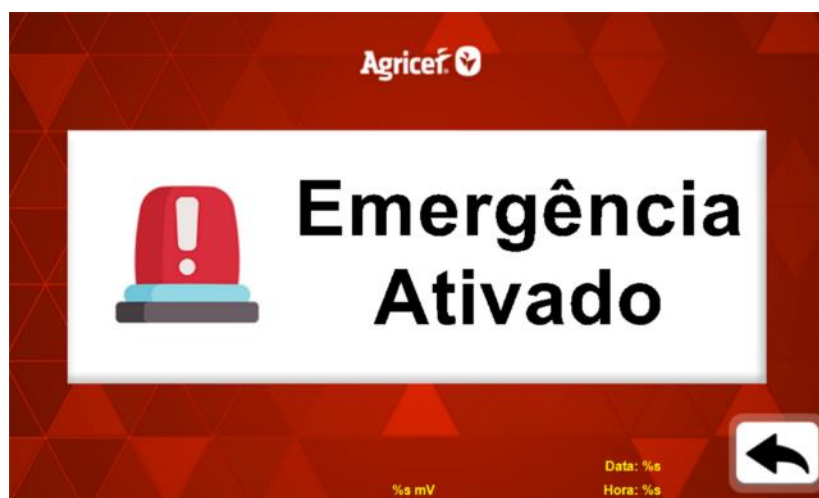 Agricef
Emergência
Ativado
Data: %s
%s mV
Hora: %s